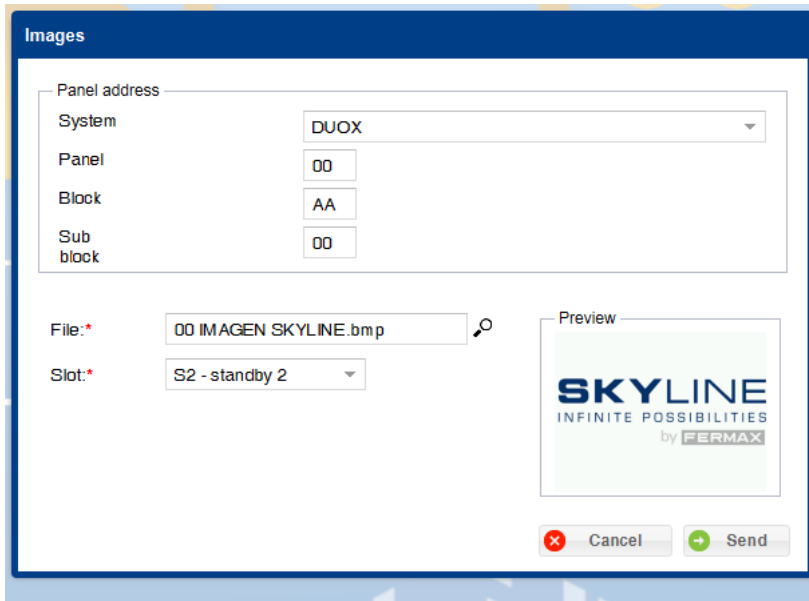 Images
Panel address
System
DUOX
Panel
00
Block
AA
Sub
block
00
File:*
00 IMAGEN SKYLINE.bmp
Slot:*
S2 - standby 2
Preview
SKYLINE
INFINITE POSSIBILITIES
by FERMAX
Cancel
Send